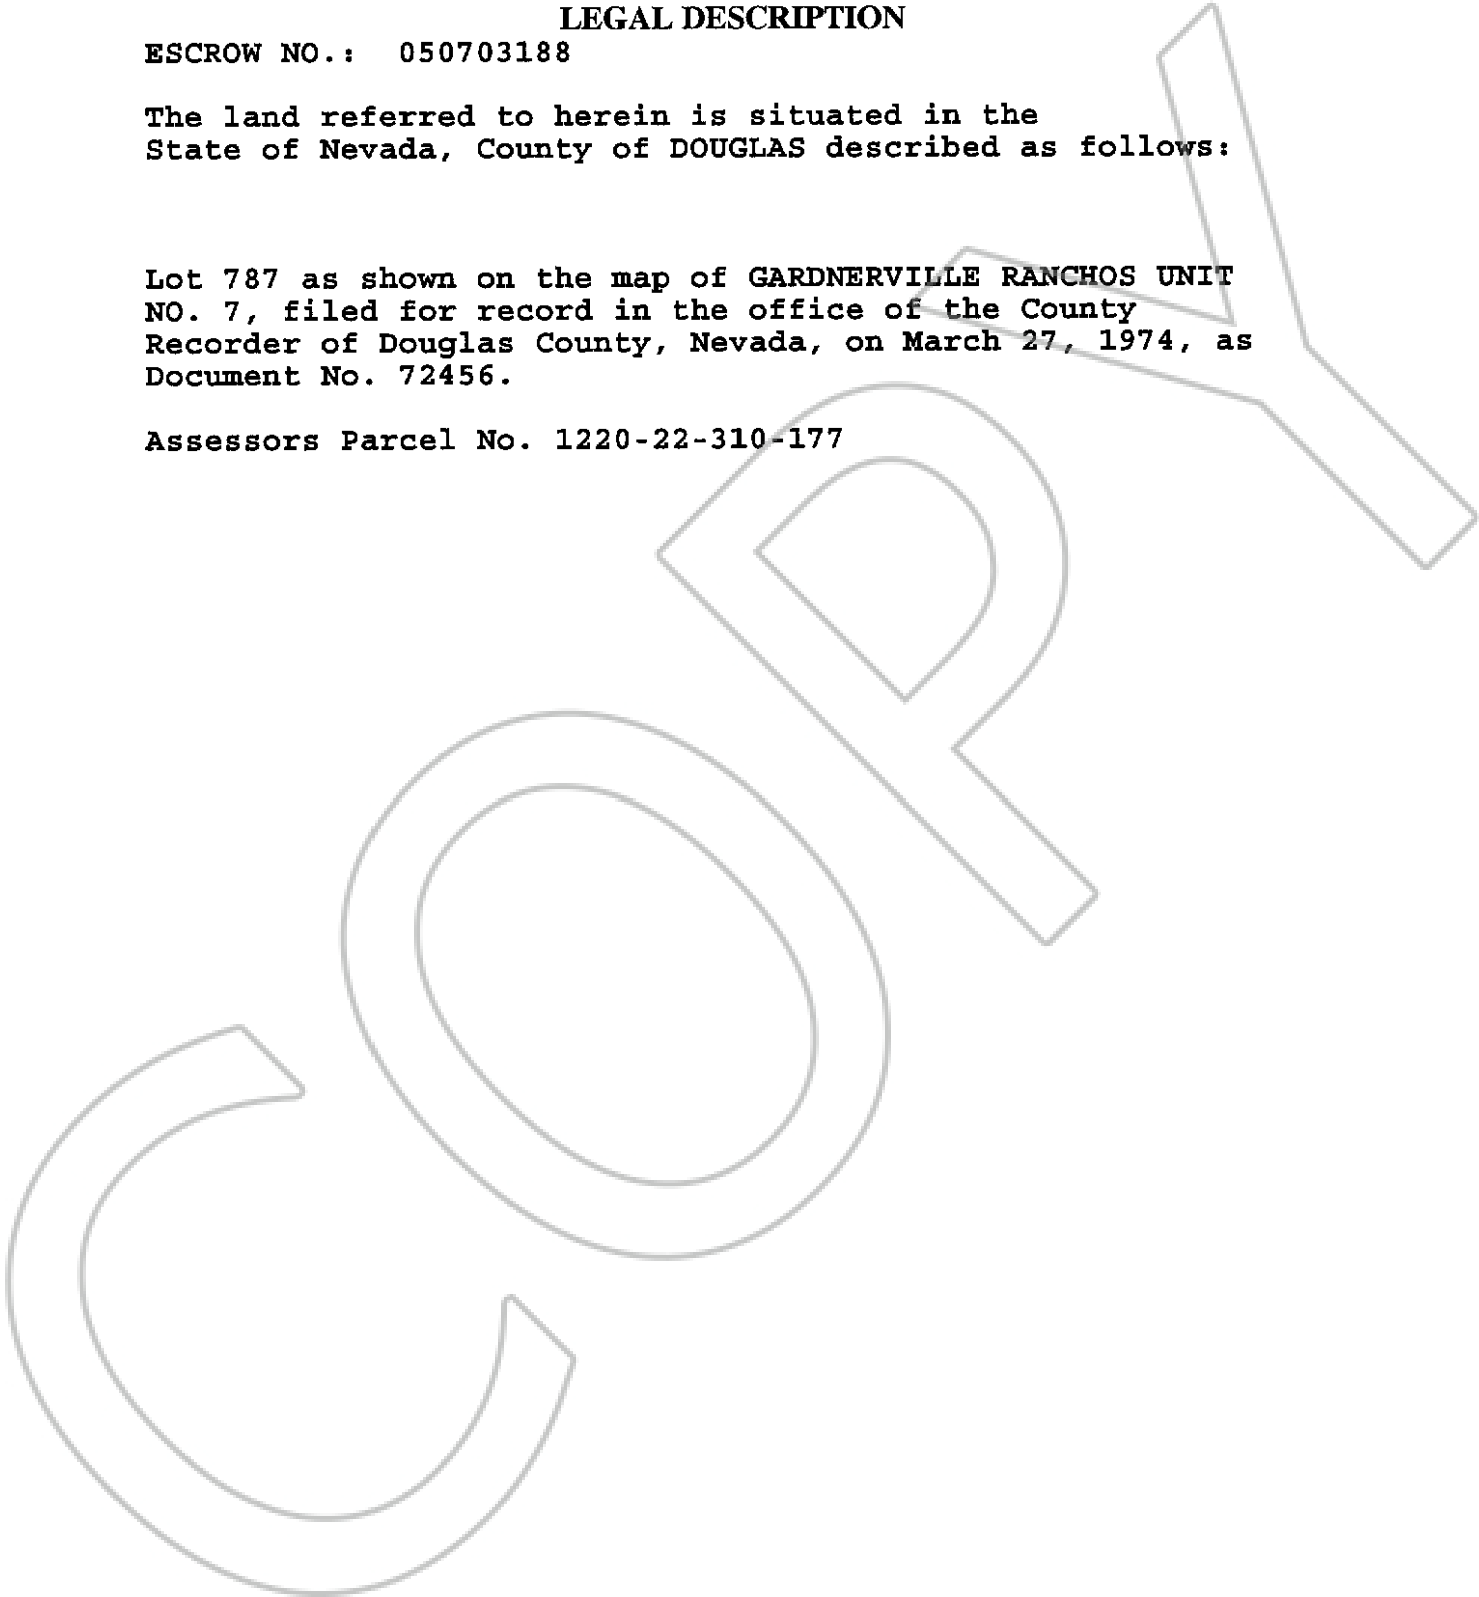 LEGAL DESCRIPTION
ESCROW NO.: 050703188
The land referred to herein is situated in the
State of Nevada, County of DOUGLAS described as follows:
Lot 787 as shown on the map of GARDNERVILLE RANCHOS UNIT
NO. 7, filed for record in the office of the County
Recorder of Douglas County, Nevada, on March 27, 1974, as
Document No. 72456.
Assessors Parcel No. 1220-22-310-177
COPY